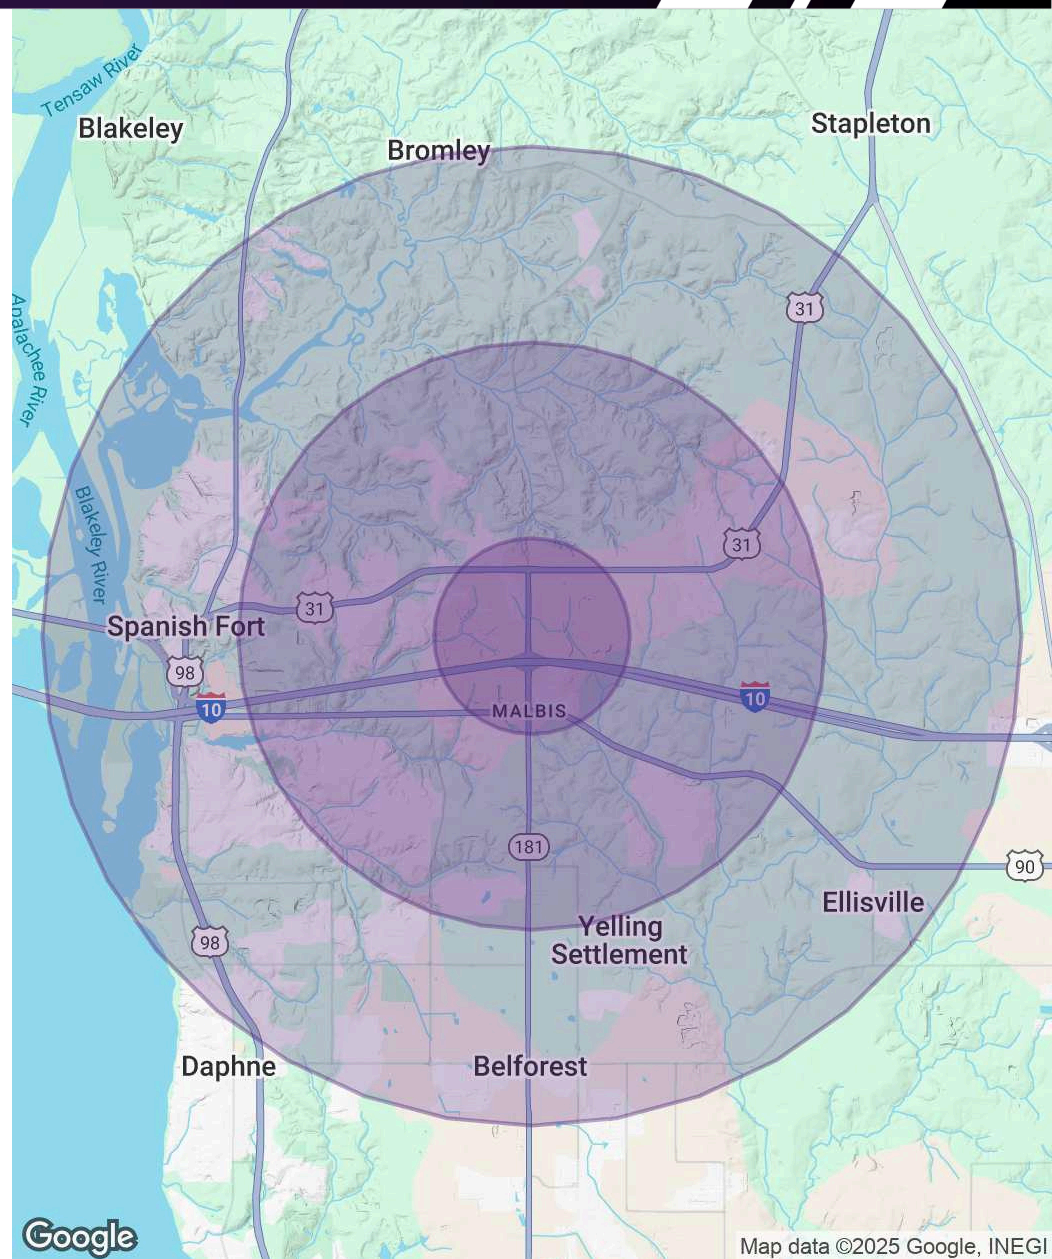 Tensaw River
Blakeley
Stapleton
Bromley
Apalachee River
31
Blakeley River
31
31
Spanish Fort
98
10
10
MALBIS
181
90
Ellisville
Yelling
Settlement
98
Daphne
Belforest
Google
Map data ©2025 Google, INEGI